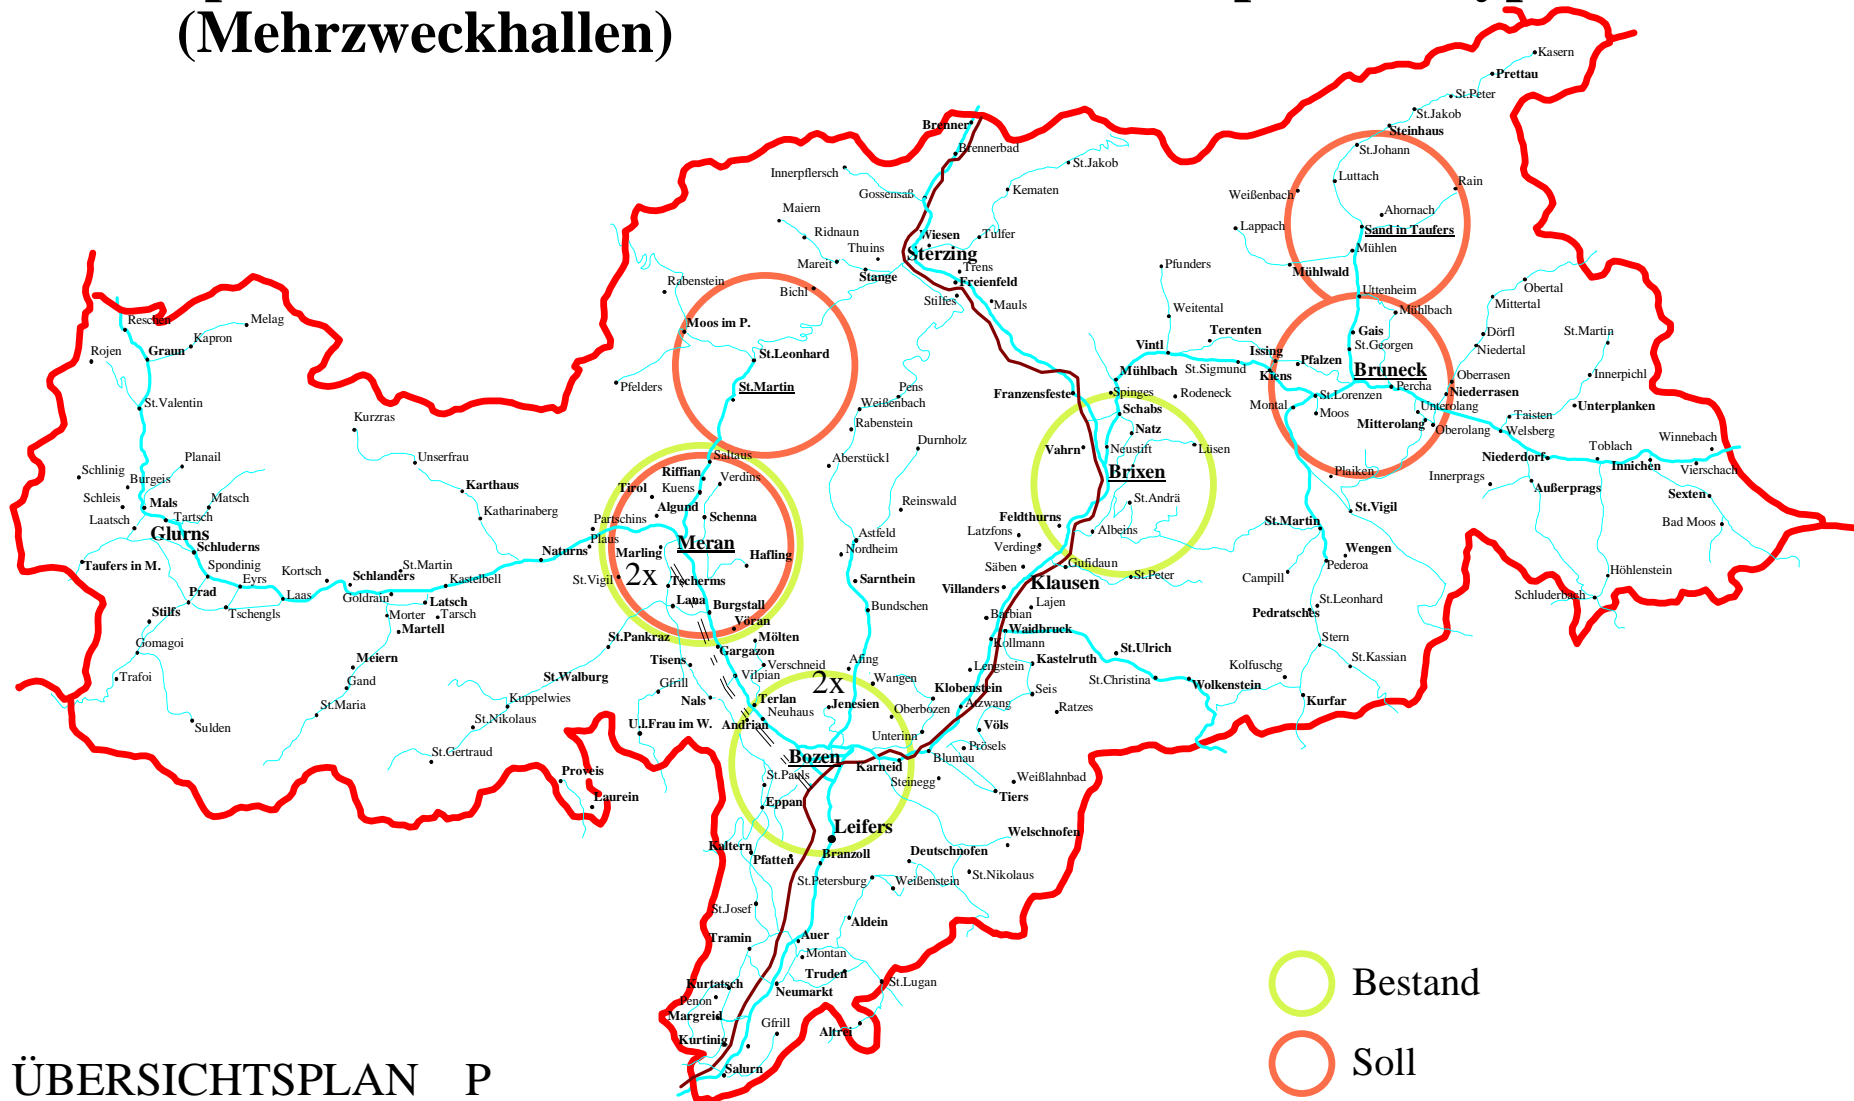 (Mehrzweckhallen)
Kasern
Prettau
St.Peter
St.Jakob
Steinhaus
St.Johann
Brenner
Brennerbad
St.Jakob
Innerpflersch
Gossensaß
Kematen
Luttach
Rain
Weißenbach
Ahornach
Maiern
Ridnaun
Thuins
Wiesen
Tulfer
Lappach
Sand in Taufers
Mühlen
Sterzing
Mareit
Stange
Trens
Freienfeld
Pfunders
Mühlwald
Rabenstein
Bichl
Stilfes
Mauls
Uttenheim
Obertal
Mittertal
Reschen
Melag
Kapron
Moos im P.
Weitental
Mühlbach
Terenten
Gais
Dörfl
St.Martin
Rojen
Graun
St.Leonhard
Vintl
Issing
St.Georgen
Niedertal
Pfalzen
St.Sigmund
Kiens
Mühlbach
Bruneck
Oberrasen
Innerpichl
Pfelders
St.Martin
Pens
Franzensfeste
Spinges
Rodeneck
Percha
Niederrasen
St.Lorenzen
St.Valentin
Weißenbach
Schabs
Montal
Moos
Unterolang
Unterplanken
Kurzras
Rabenstein
Natz
Mitterolang
Oberolang
Taisten
Welsberg
Durnholz
Vahrn
Neustift
Lüsen
Toblach
Winnebach
Planail
Unserfrau
Saltaus
Aberstückl
Niederdorf
Innichen
Vierschach
Schlinig
Burgeis
Riffian
Verdins
Brixen
Plaiken
Innerprags
Außerprags
Schleis
Matsch
Karthaus
Tirol
Kuens
St.Andrä
Sexten
Mals
Reinswald
St.Vigil
Laatsch
Tartsch
Katharinaberg
Partschins
Algund
Schenna
Feldthurns
St.Martin
Bad Moos
Glurns
Plaus
Meran
Astfeld
Latzfons
Albeins
Schluderns
Naturns
Marling
Hafling
Nordheim
Verdings
Wengen
Taufers in M.
Spondinig
Kortsch
St.Martin
St.Vigil
2x
Tscherms
Säben
Gufidaun
Pederoa
Eyrs
Schlanders
Kastelbell
Sarnthein
Klausen
St.Peter
Campill
Höhlenstein
Prad
Laas
Goldrain
Latsch
Lana
Burgstall
Villanders
Schluderbach
Stilfs
Tschengls
Morter
Tarsch
Bundschen
Barbian
Lajen
St.Leonhard
Pedratsches
Martell
Vöran
Waidbruck
Gomagoi
St.Pankraz
Mölten
Kollmann
Stern
Meiern
Tisens
Gargazon
Verschneid
Afing
Lengstein
Kastelruth
St.Ulrich
St.Kassian
Trafoi
Gand
St.Walburg
Gfrill
Vilpian
2x
Wangen
Klobenstein
Seis
St.Christina
Wolkenstein
Kolfuschg
St.Maria
Kuppelwies
Nals
Terlan
Jenesien
Oberbozen
Atzwang
Ratzes
Kurfar
Sulden
St.Nikolaus
U.l.Frau im W.
Andrian
Neuhaus
Unterinn
Völs
St.Gertraud
Bozen
Karneid
Blumau
Prösels
Proveis
St.Pauls
Steinegg
Weißlahnbad
Laurein
Eppan
Tiers
Leifers
Welschnofen
Kaltern
Pfatten
Branzoll
Deutschnofen
St.Petersburg
Weißenstein
St.Nikolaus
St.Josef
Aldein
Tramin
Auer
Montan
Truden
St.Lugan
Kurtatsch
Penon
Neumarkt
Bestand
Margreid
Gfrill
Altrei
Kurtinig
Soll
Salurn
ÜBERSICHTSPLAN P